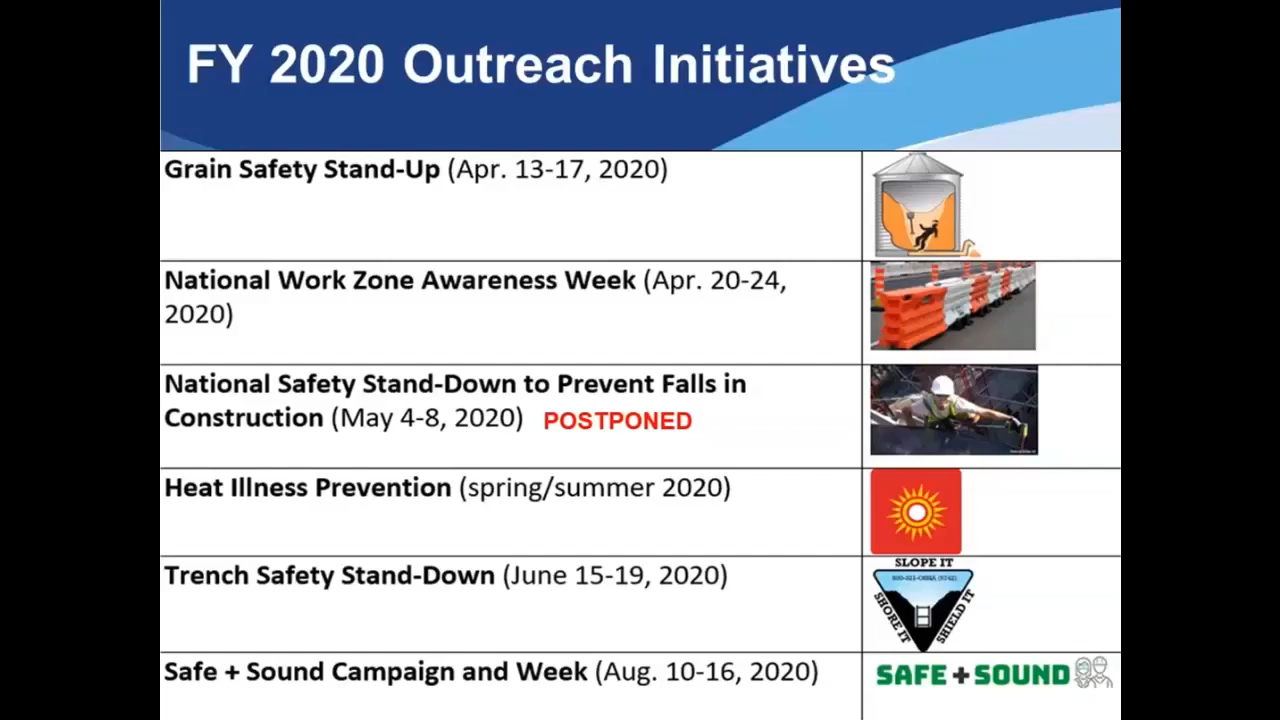 FY 2020 Outreach Initiatives
Grain Safety Stand-Up (Apr. 13-17, 2020)
National Work Zone Awareness Week (Apr. 20-24,
2020)
National Safety Stand-Down to Prevent Falls in
Construction (May 4-8, 2020) POSTPONED
Heat Illness Prevention (spring/summer 2020)
Trench Safety Stand-Down (June 15-19, 2020)
SLOPE IT
SHORE IT
SHIELD IT
Safe + Sound Campaign and Week (Aug. 10-16, 2020)
SAFE + SOUND